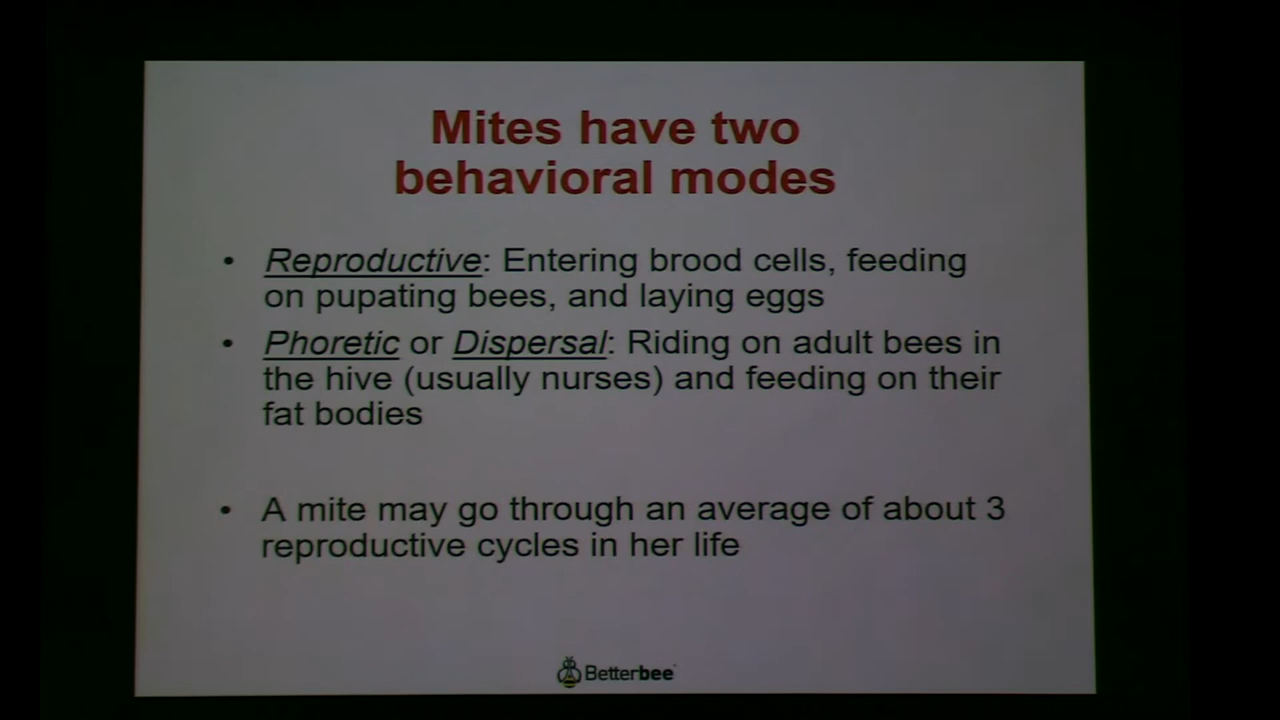 Mites have two
behavioral modes
• Reproductive: Entering brood cells, feeding
on pupating bees, and laying eggs
• Phoretic or Dispersal: Riding on adult bees in
the hive (usually nurses) and feeding on their
fat bodies
• A mite may go through an average of about 3
reproductive cycles in her life
Betterbee